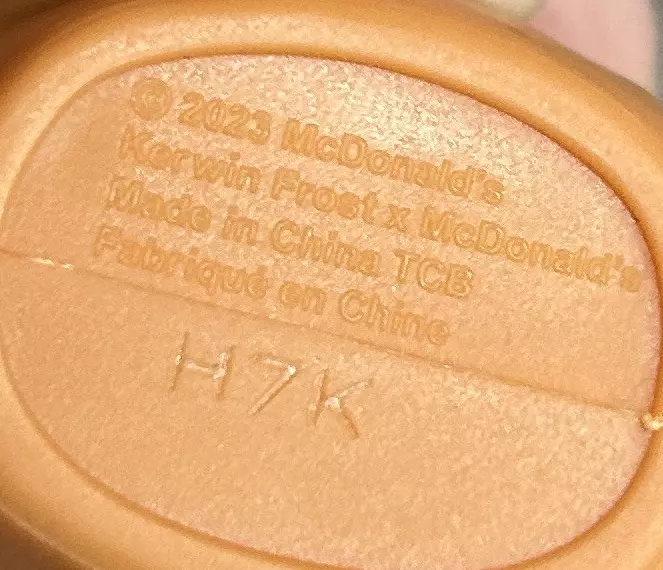 © 2023 McDonald's
Kerwin Frost x McDonald's
Made in China TCB
Fabriqué en Chine
H7K